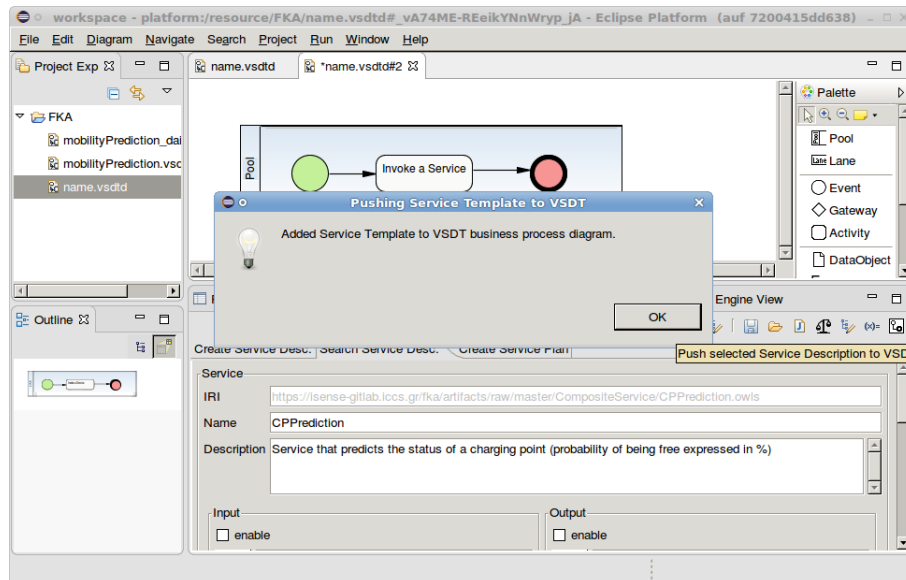 workspace - platform:/resource/FKA/name.vsdtd#_vA74ME-REeikYNnWryp_jA - Eclipse Platform (auf 7200415dd638)
File Edit Diagram Navigate Search Project Run Window Help
Project Exp
name.vsdtd
*name.vsdtd#2
Palette
FKA
mobilityPrediction_dai
mobilityPrediction.vsc
name.vsdtd
Pool
Invoke a Service
Pool
Lane
Event
Gateway
Activity
DataObject
Pushing Service Template to VSDT
Added Service Template to VSDT business process diagram.
OK
Engine View
Outline
Create Service Desc. Search Service Desc. Create Service Plan
Push selected Service Description to VSD
Service
IRI
https://isense-gitlab.iccs.gr/fka/artifacts/raw/master/CompositeService/CPPrediction.owls
Name
CPPrediction
Description
Service that predicts the status of a charging point (probability of being free expressed in %)
Input
Output
enable
enable